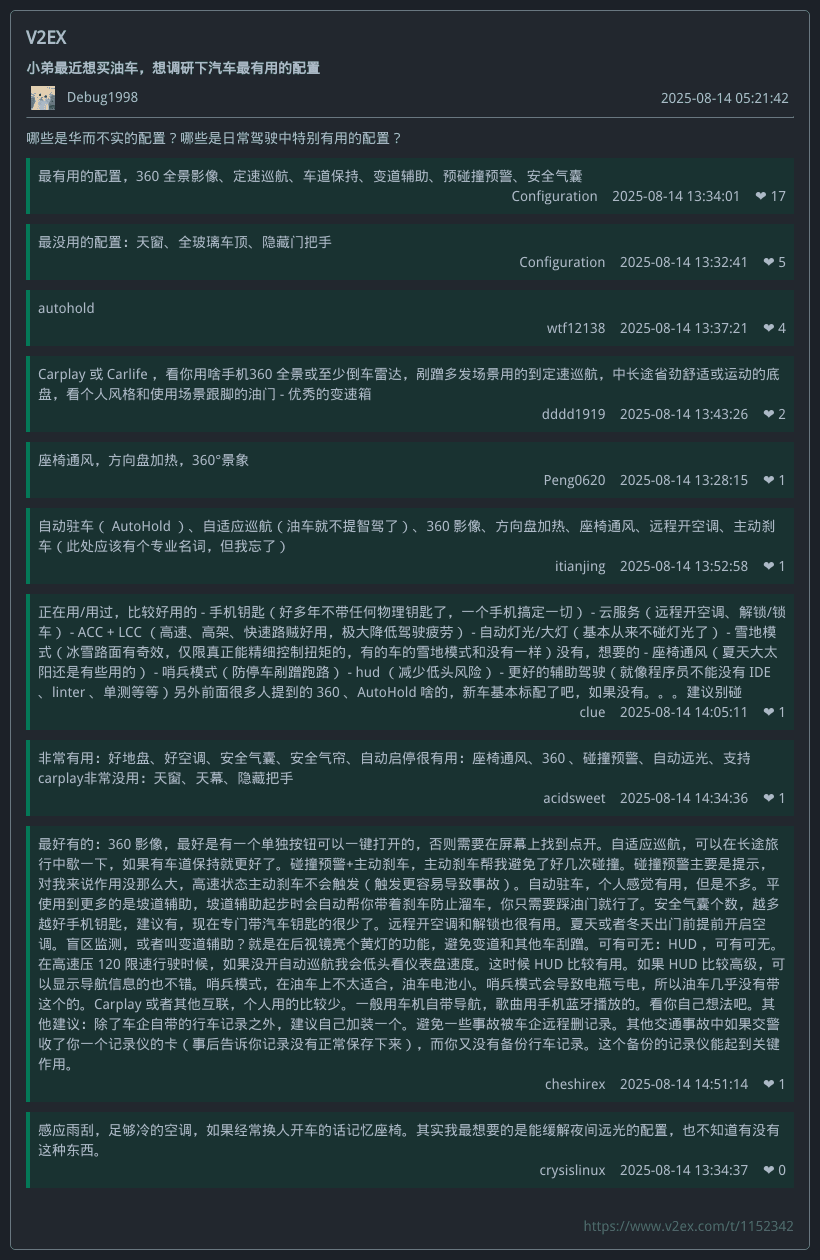 V2EX
小弟最近想买油车，想调研下汽车最有用的配置
Debug1998
2025-08-14 05:21:42
哪些是华而不实的配置？哪些是日常驾驶中特别有用的配置？
最有用的配置，360 全景影像、定速巡航、车道保持、变道辅助、预碰撞预警、安全气囊
Configuration 2025-08-14 13:34:01 ❤ 17
最没用的配置：天窗、全玻璃车顶、隐藏门把手
Configuration 2025-08-14 13:32:41 ❤ 5
autohold
wtf12138 2025-08-14 13:37:21 ❤ 4
Carplay 或 Carlife ，看你用啥手机360 全景或至少倒车雷达，剐蹭多发场景用的到定速巡航，中长途省劲舒适或运动的底
盘，看个人风格和使用场景跟脚的油门 - 优秀的变速箱
dddd1919 2025-08-14 13:43:26 ❤ 2
座椅通风，方向盘加热，360°景象
Peng0620 2025-08-14 13:28:15 ❤ 1
自动驻车（ AutoHold ）、自适应巡航（油车就不提智驾了）、360 影像、方向盘加热、座椅通风、远程开空调、主动刹
车（此处应该有个专业名词，但我忘了）
itianjing 2025-08-14 13:52:58 ❤ 1
正在用/用过，比较好用的 - 手机钥匙（好多年不带任何物理钥匙了，一个手机搞定一切） - 云服务（远程开空调、解锁/锁
车） - ACC + LCC （高速、高架、快速路贼好用，极大降低驾驶疲劳） - 自动灯光/大灯（基本从来不碰灯光了） - 雪地模
式（冰雪路面有奇效，仅限真正能精细控制扭矩的，有的车的雪地模式和没有一样）没有，想要的 - 座椅通风（夏天大太
阳还是有些用的） - 哨兵模式（防停车剐蹭跑路） - hud （减少低头风险） - 更好的辅助驾驶（就像程序员不能没有 IDE
、linter 、单测等等）另外前面很多人提到的 360 、AutoHold 啥的，新车基本标配了吧，如果没有。。。建议别碰
clue 2025-08-14 14:05:11 ❤ 1
非常有用：好地盘、好空调、安全气囊、安全气帘、自动启停很有用：座椅通风、360 、碰撞预警、自动远光、支持
carplay非常没用：天窗、天幕、隐藏把手
acidsweet 2025-08-14 14:34:36 ❤ 1
最好有的：360 影像，最好是有一个单独按钮可以一键打开的，否则需要在屏幕上找到点开。自适应巡航，可以在长途旅
行中歇一下，如果有车道保持就更好了。碰撞预警+主动刹车，主动刹车帮我避免了好几次碰撞。碰撞预警主要是提示，
对我来说作用没那么大，高速状态主动刹车不会触发（触发更容易导致事故）。自动驻车，个人感觉有用，但是不多。平
使用到更多的是坡道辅助，坡道辅助起步时会自动帮你带着刹车防止溜车，你只需要踩油门就行了。安全气囊个数，越多
越好手机钥匙，建议有，现在专门带汽车钥匙的很少了。远程开空调和解锁也很有用。夏天或者冬天出门前提前开启空
调。盲区监测，或者叫变道辅助？就是在后视镜亮个黄灯的功能，避免变道和其他车刮蹭。可有可无：HUD ，可有可无。
在高速压 120 限速行驶时候，如果没开自动巡航我会低头看仪表盘速度。这时候 HUD 比较有用。如果 HUD 比较高级，可
以显示导航信息的也不错。哨兵模式，在油车上不太适合，油车电池小。哨兵模式会导致电瓶亏电，所以油车几乎没有带
这个的。Carplay 或者其他互联，个人用的比较少。一般用车机自带导航，歌曲用手机蓝牙播放的。看你自己想法吧。其
他建议：除了车企自带的行车记录之外，建议自己加装一个。避免一些事故被车企远程删记录。其他交通事故中如果交警
收了你一个记录仪的卡（事后告诉你记录没有正常保存下来），而你又没有备份行车记录。这个备份的记录仪能起到关键
作用。
cheshirex 2025-08-14 14:51:14 ❤ 1
感应雨刮，足够冷的空调，如果经常换人开车的话记忆座椅。其实我最想要的是能缓解夜间远光的配置，也不知道有没有
这种东西。
crysislinux 2025-08-14 13:34:37 ❤ 0
https://www.v2ex.com/t/1152342